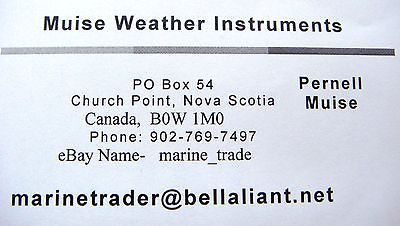 Muise Weather Instruments
PO Box 54
Pernell
Church Point, Nova Scotia
Muise
Canada, B0W 1M0
Phone: 902-769-7497
eBay Name- marine_trade
marinetrader@bellaliant.net